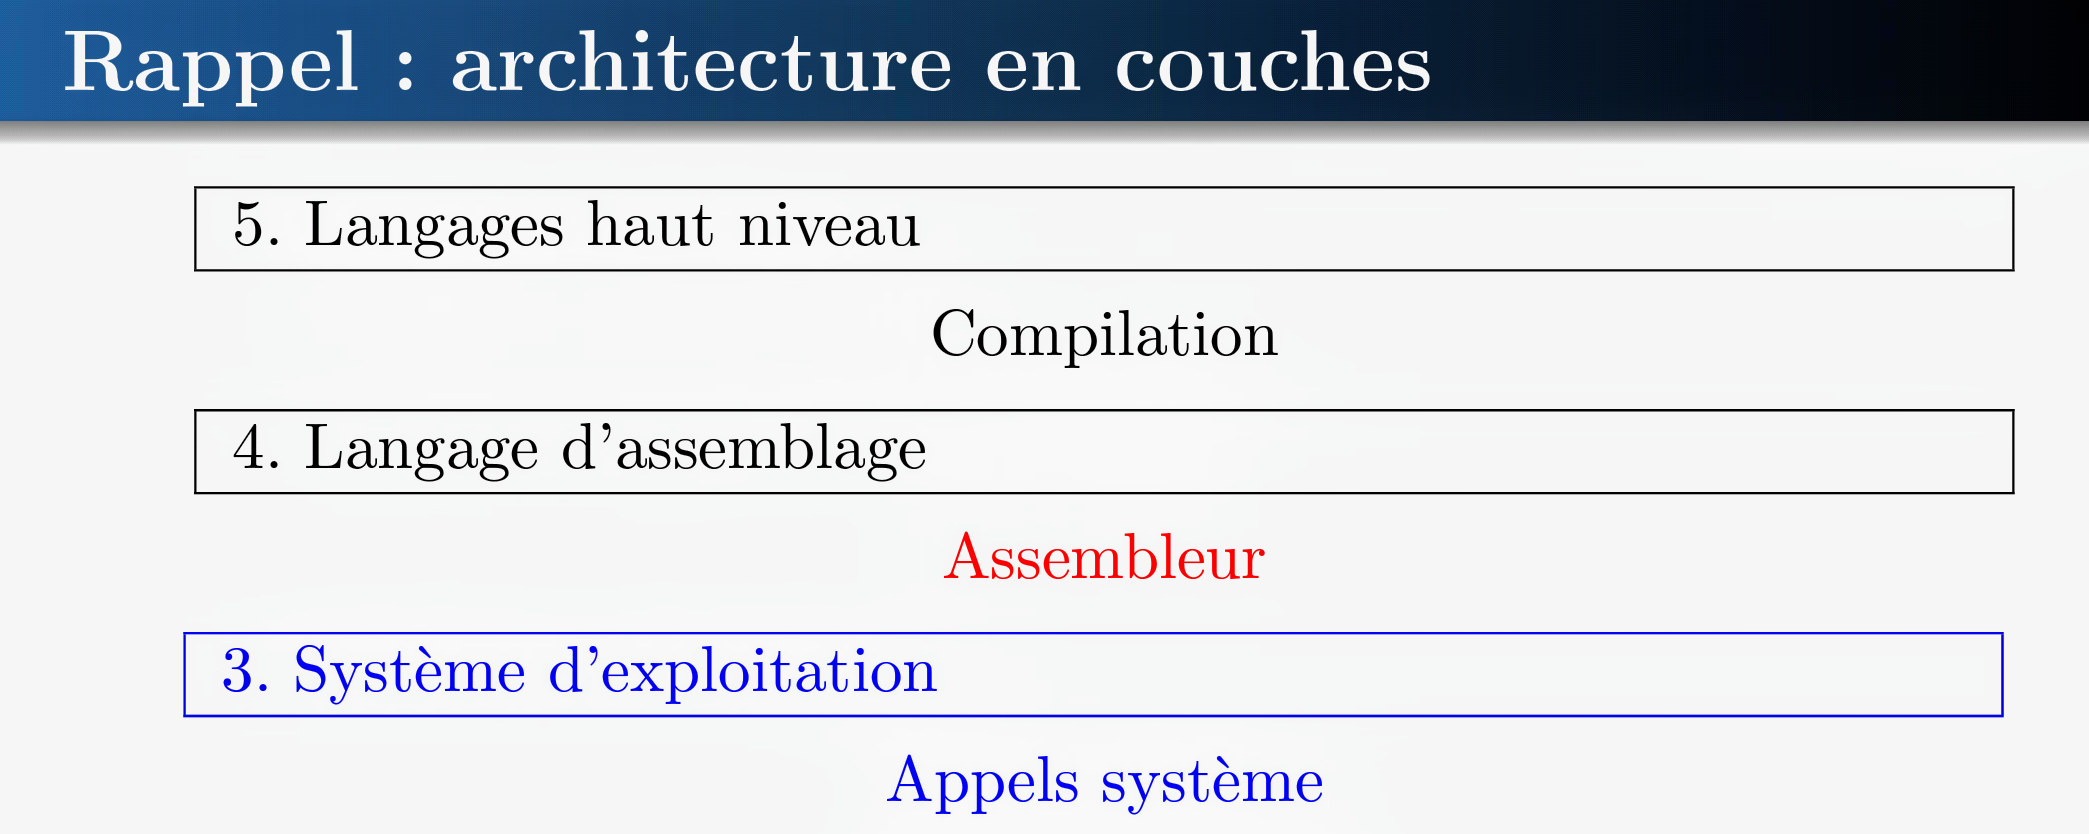 Rappel : architecture en couches
5. Langages haut niveau
Compilation
4. Langage d'assemblage
Assembleur
3. Système d'exploitation
Appels système